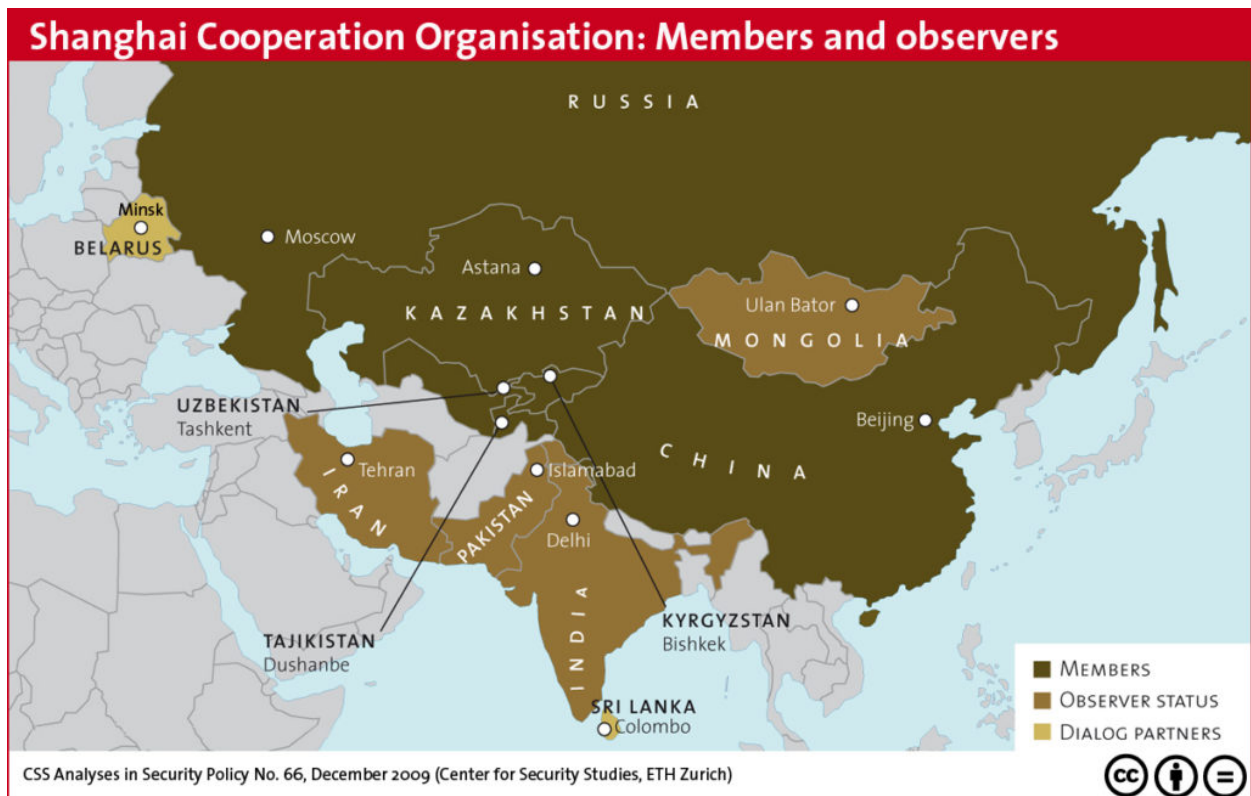 Shanghai Cooperation Organisation: Members and observers
RUSSIA
Minsk
BELARUS
Moscow
Astana
KAZAKHSTAN
Ulan Bator
MONGOLIA
UZBEKISTAN
Tashkent
Beijing
CHINA
Tehran
IRAN
Islamabad
PAKISTAN
Delhi
INDIA
TAJIKISTAN
Dushanbe
KYRGYZSTAN
Bishkek
SRI LANKA
Colombo
MEMBERS
OBSERVER STATUS
DIALOG PARTNERS
CSS Analyses in Security Policy No. 66, December 2009 (Center for Security Studies, ETH Zurich)
cc